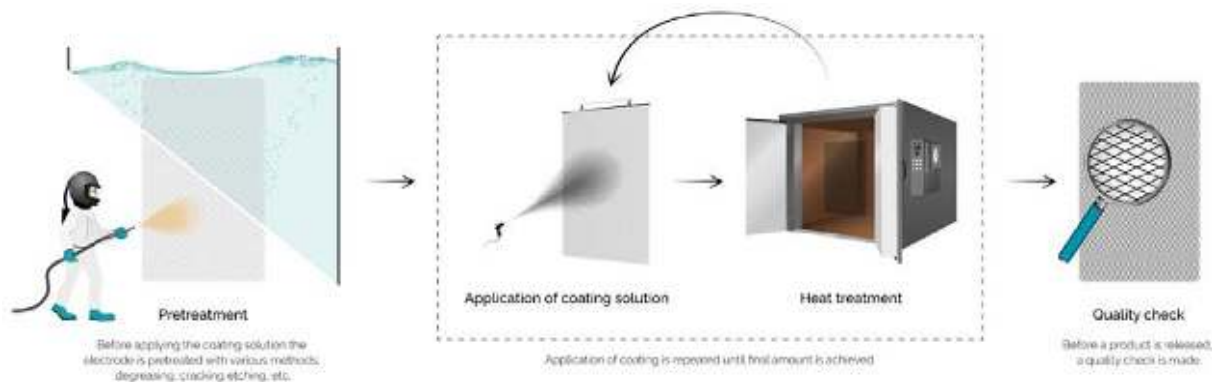 Pretreatment
Before applying the coating solution the
electrode is pretreated with various methods,
degreasing, cracking etching, etc.
Application of coating solution
Heat treatment
Application of coating is repeated until final amount is achieved
Quality check
Before a product is released,
a quality check is made.